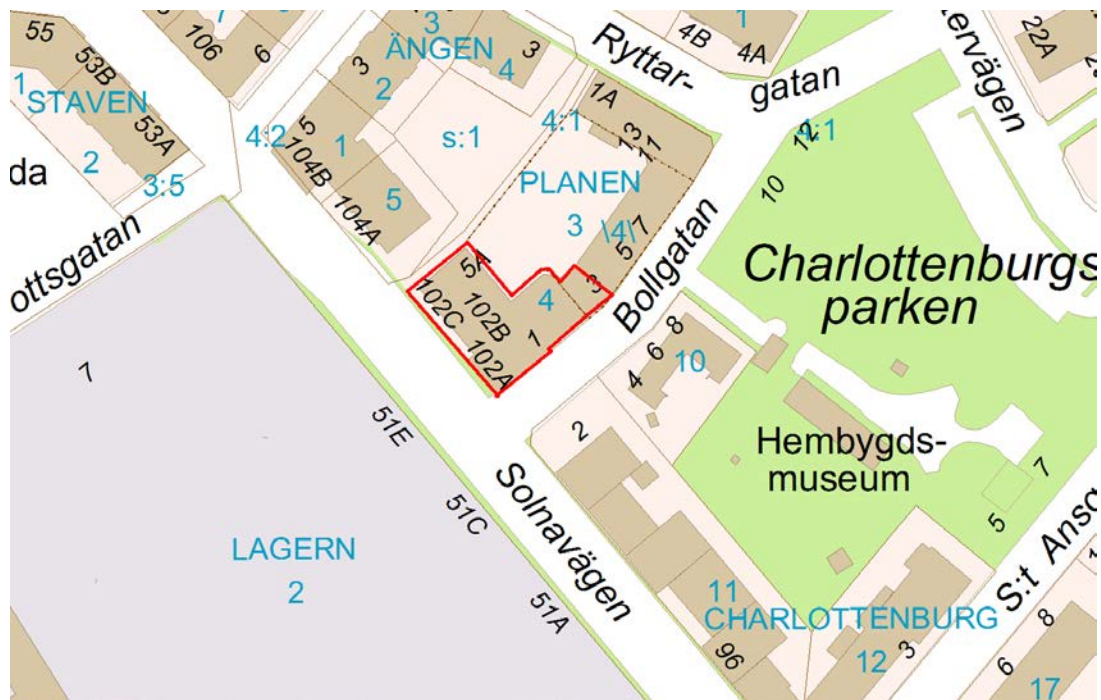 55
53B
1
STAVEN
53A
2
3:5
da
ottsgatan
7
106
6
3
ÄNGEN
3
2
4
3
4:2
5
1
104B
5
104A
s:1
4:1
1
4B
4A
Ryttar-
gatan
1A
13
11
PLANEN
3
\4\
7
5
3
5A
4
102C
102B
102A
1
Bollgatan
12
4:1
10
kervägen
22A
Charlottenburgs
parken
8
6
4
10
2
Hembygds-
museum
7
5
S:t Ansg
51E
51C
51A
Solnavägen
LAGERN
2
11
CHARLOTTENBURG
96
12
3
8
6
17
1